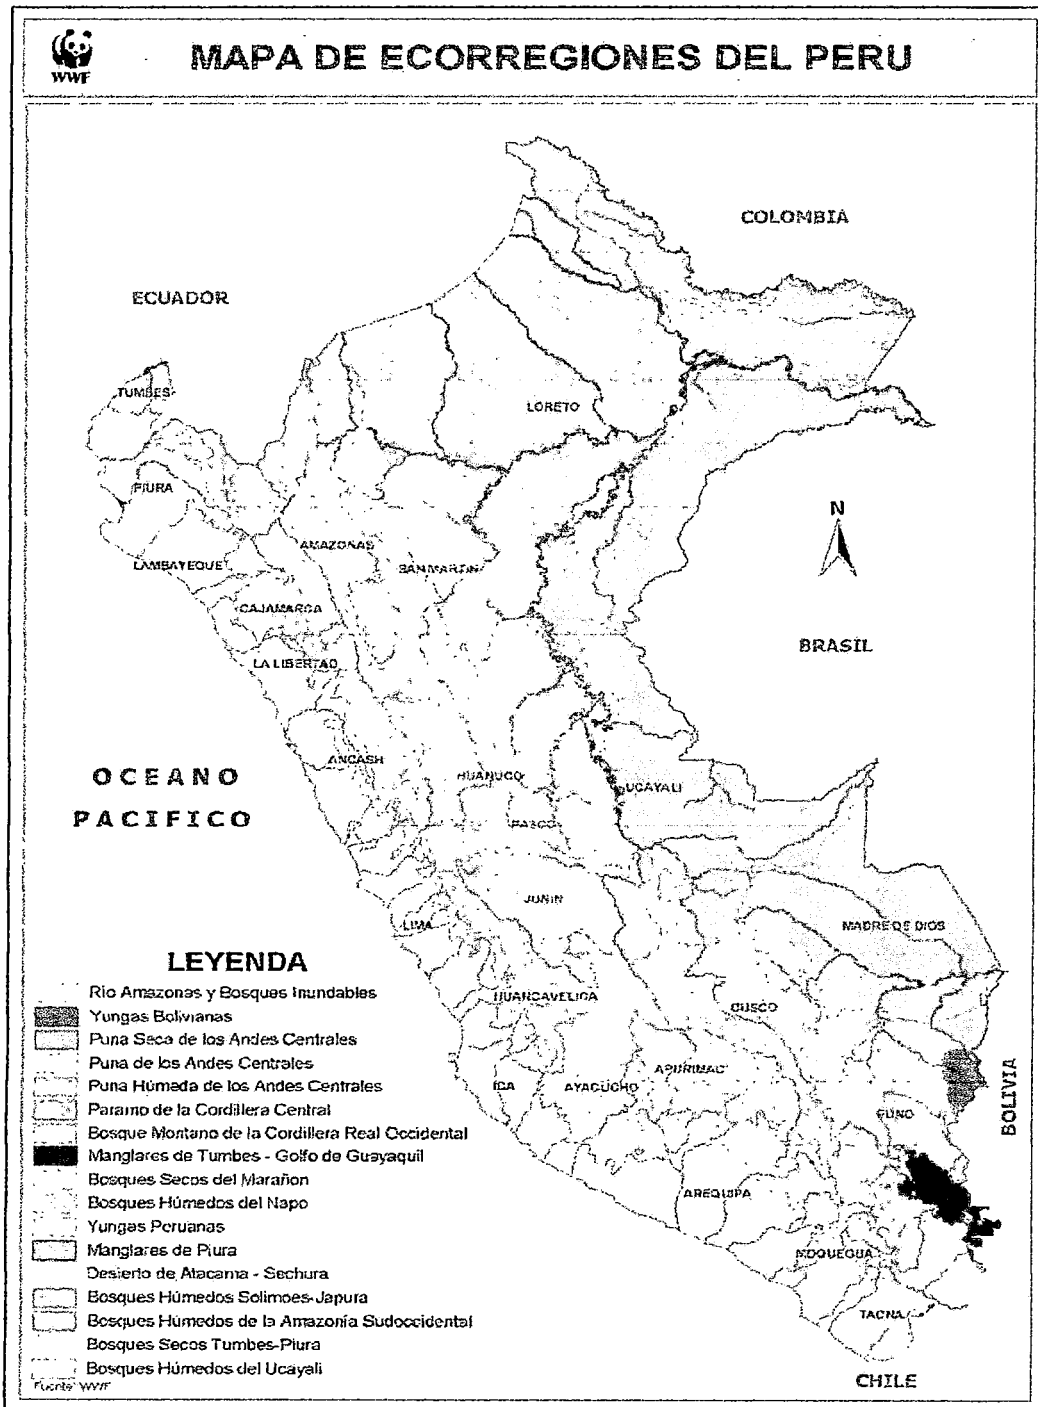 WWF
MAPA DE ECORREGIONES DEL PERU
COLOMBIA
ECUADOR
TUMBES
LORETO
PIURA
N
AMAZONAS
LAMBAYEQUE
SAN MARTIN
CAJAMARCA
BRASIL
LA LIBERTAD
ANCASH
OCEANO
PACIFICO
HUANUCO
UCAYALI
PASCO
JUNIN
LIMA
MADRE DE DIOS
HUANCAVELICA
CUSCO
ICA
AYACUCHO
APURIMAC
PUNO
BOLIVIA
AREQUIPA
MOQUEGUA
TACNA
CHILE
LEYENDA
Rio Amazonas y Bosques Inundables
Yungas Bolivianas
Puna Seca de los Andes Centrales
Puna de los Andes Centrales
Puna Húmeda de los Andes Centrales
Paramo de la Cordillera Central
Bosque Montano de la Cordillera Real Occidental
Manglares de Tumbes - Golfo de Guayaquil
Bosques Secos del Marañon
Bosques Húmedos del Napo
Yungas Peruanas
Manglares de Piura
Desierto de Atacama - Sechura
Bosques Húmedos Solimoes-Japura
Bosques Húmedos de la Amazonía Sudoccidental
Bosques Secos Tumbes-Piura
Bosques Húmedos del Ucayali
Fuente: WWF